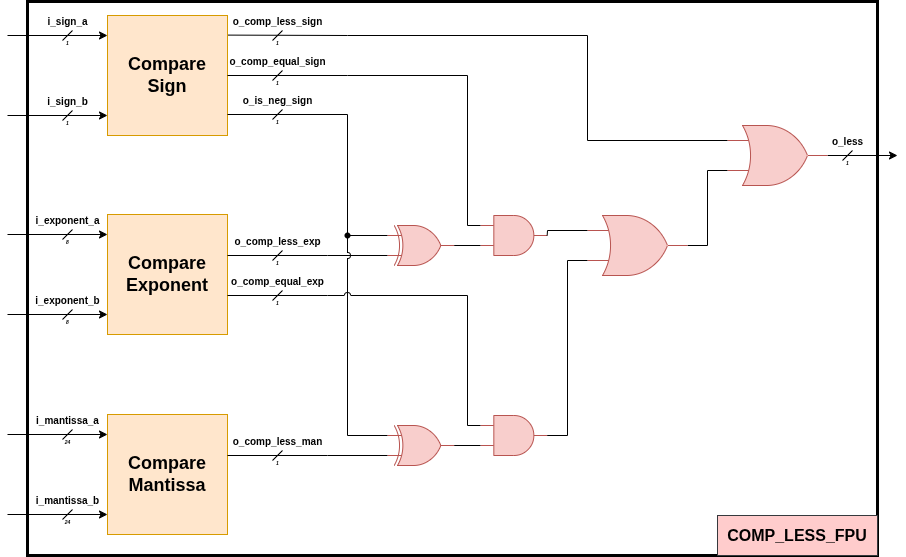 i_sign_a
1
o_comp_less_sign
1
Compare
Sign
o_comp_equal_sign
1
i_sign_b
1
o_is_neg_sign
1
o_less
1
i_exponent_a
8
o_comp_less_exp
1
Compare
Exponent
o_comp_equal_exp
1
i_exponent_b
8
i_mantissa_a
24
o_comp_less_man
1
Compare
Mantissa
i_mantissa_b
24
COMP_LESS_FPU